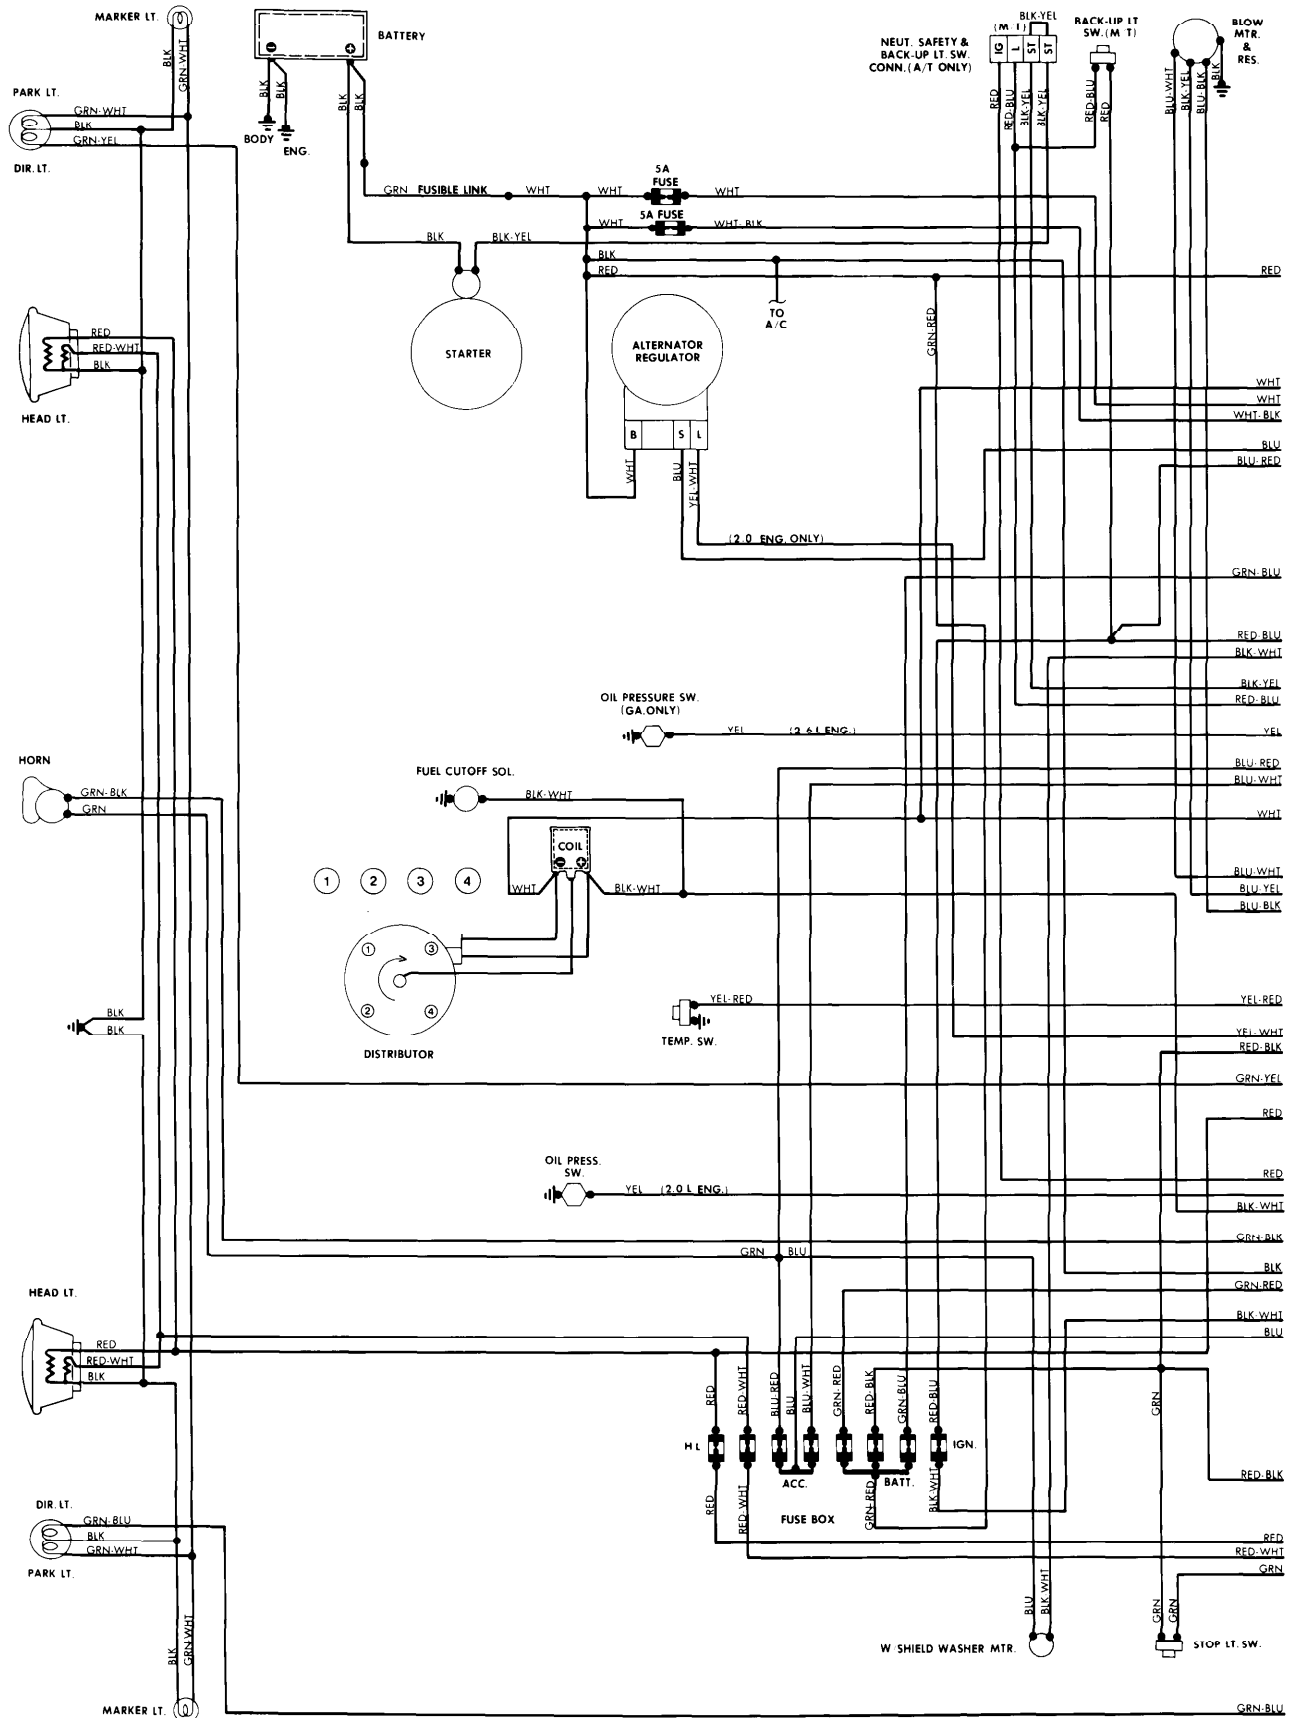 MARKER LT.
BLK
GRN-WHT
BATTERY
BLK
BLK
BODY
ENG.
BLK
BLK
NEUT. SAFETY &
BACK-UP LT. SW.
CONN. (A/T ONLY)
(M T)
BLK-YEL
IG
L
ST
ST
RED
RED-BLU
BLK-YEL
BLK-YEL
BACK-UP LT
SW. (M T)
RED-BLU
RED
BLOW
MTR.
&
RES.
BLU-WHT
BLK-YEL
BLU-BLK
BLK
PARK LT.
GRN-WHT
BLK
GRN-YEL
DIR. LT.
GRN
FUSIBLE LINK
WHT
WHT
5A
FUSE
WHT
WHT
5A FUSE
WHT-BLK
BLK
BLK-YEL
BLK
RED
RED
TO
A/C
GRN-RED
STARTER
ALTERNATOR
REGULATOR
B
S
L
WHT
BLU
YEL-WHT
(2.0 ENG. ONLY)
RED
RED-WHT
BLK
HEAD LT.
WHT
WHT
WHT-BLK
BLU
BLU-RED
GRN-BLU
RED-BLU
BLK-WHT
BLK-YEL
RED-BLU
OIL PRESSURE SW.
(GA. ONLY)
YEL
(2 6 L ENG.)
YEL
HORN
GRN-BLK
GRN
FUEL CUTOFF SOL.
BLK-WHT
BLU-RED
BLU-WHT
WHT
COIL
WHT
BLK-WHT
1
2
3
4
1
3
2
4
DISTRIBUTOR
BLU-WHT
BLU-YEL
BLU-BLK
BLK
BLK
YEL-RED
TEMP. SW.
YEL-RED
YEL-WHT
RED-BLK
GRN-YEL
RED
OIL PRESS.
SW.
YEL
(2.0 L ENG.)
RED
BLK-WHT
GRN
BLU
GRN-BLK
BLK
GRN-RED
BLK-WHT
BLU
HEAD LT.
RED
RED-WHT
BLK
RED
RED-WHT
BLU-RED
BLU
BLU-WHT
GRN-RED
RED-BLK
GRN-BLU
RED-BLU
GRN
H L
IGN.
ACC.
BATT.
RED
RED-WHT
GRN-RED
BLK-WHT
FUSE BOX
RED-BLK
DIR. LT.
GRN-BLU
BLK
GRN-WHT
PARK LT.
RED
RED-WHT
GRN
BLK
GRN-WHT
BLU
BLK-WHT
GRN
GRN
W SHIELD WASHER MTR.
STOP LT. SW.
MARKER LT.
GRN-BLU